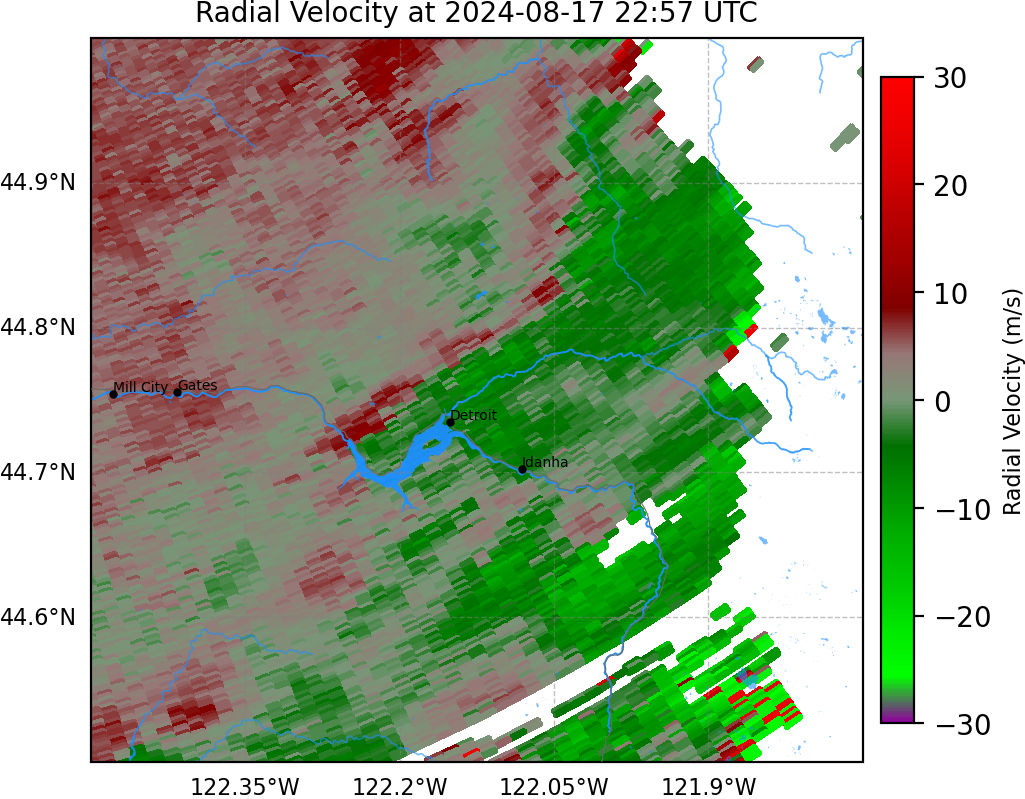 Radial Velocity at 2024-08-17 22:57 UTC
30
44.9°N
20
10
44.8°N
Mill City
Gates
0
Detroit
Idanha
44.7°N
−10
44.6°N
−20
−30
122.35°W
122.2°W
122.05°W
121.9°W
Radial Velocity (m/s)